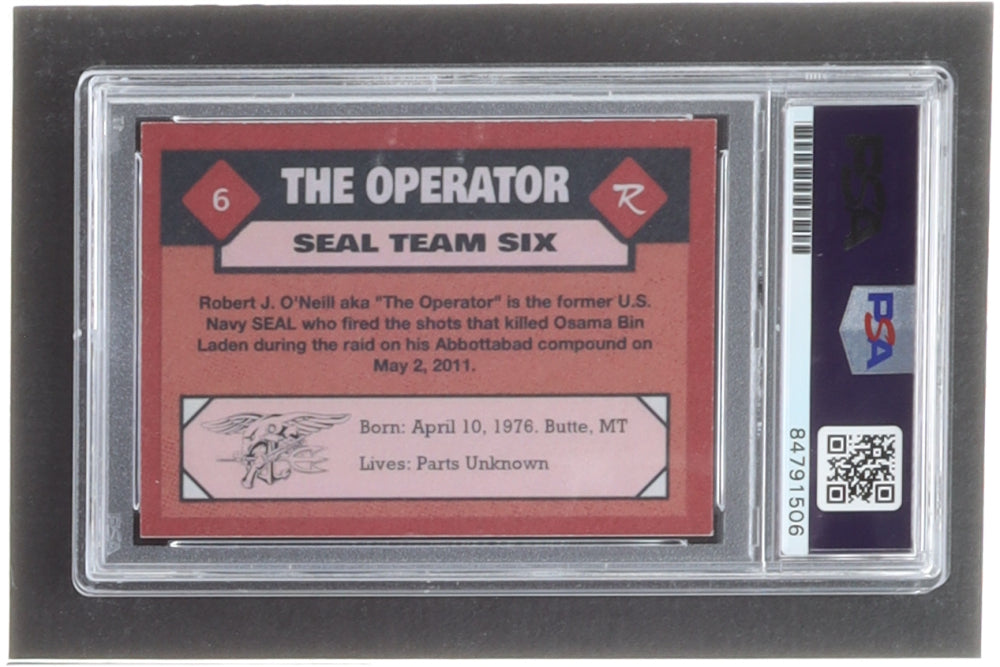 6
THE OPERATOR
R
SEAL TEAM SIX
Robert J. O'Neill aka "The Operator" is the former U.S.
Navy SEAL who fired the shots that killed Osama Bin
Laden during the raid on his Abbottabad compound on
May 2, 2011.
Born: April 10, 1976. Butte, MT
Lives: Parts Unknown
PSA
PSA
84791506